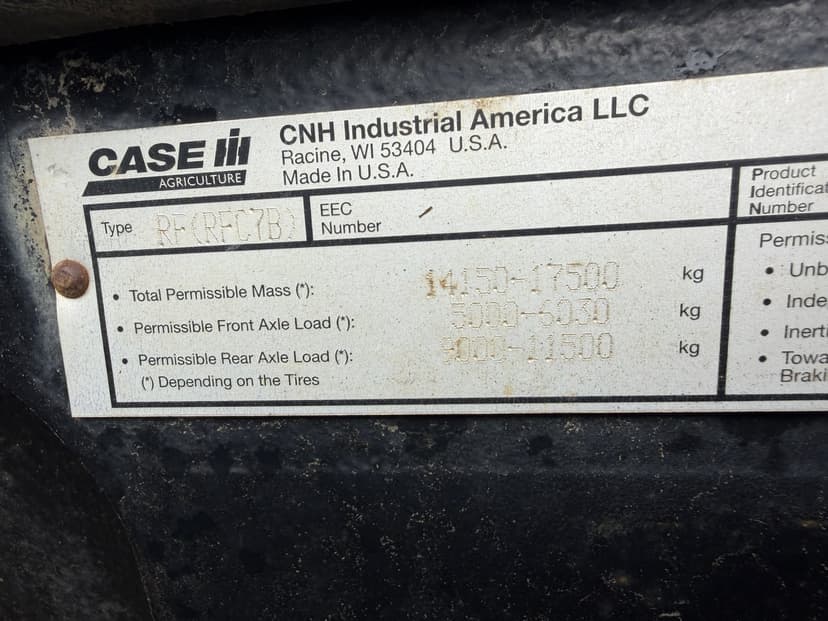 CASE IH
AGRICULTURE
CNH Industrial America LLC
Racine, WI 53404 U.S.A.
Made In U.S.A.
Type RF(RFC7B)
EEC
Number
Product
Identificat
Number
• Total Permissible Mass (*): 14150-17500 kg
• Permissible Front Axle Load (*): 5000-6030 kg
• Permissible Rear Axle Load (*): 9000-11500 kg
(*) Depending on the Tires
Permiss
• Unb
• Inde
• Inerti
• Towa
Braki